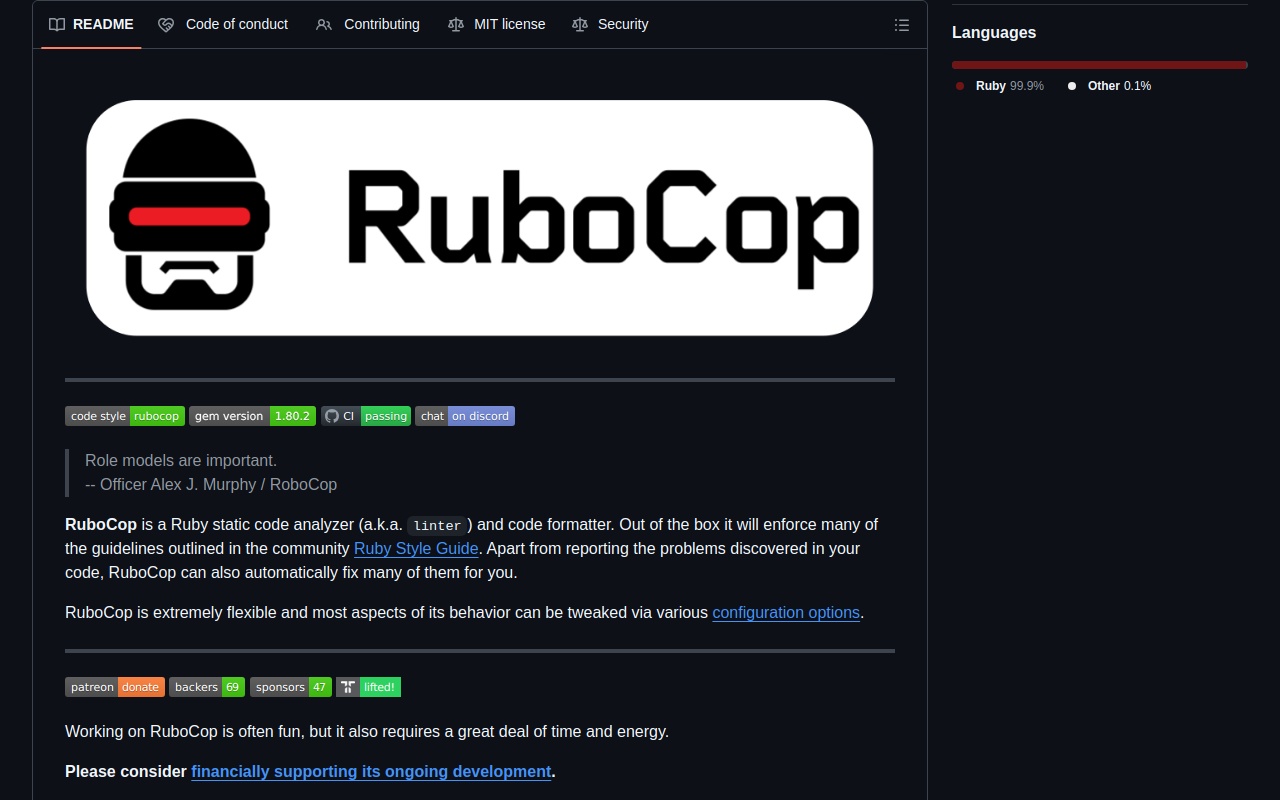 README Code of conduct Contributing MIT license Security
RuboCop
code style rubocop gem version 1.80.2 CI passing chat on discord
Role models are important.
-- Officer Alex J. Murphy / RoboCop
RuboCop is a Ruby static code analyzer (a.k.a. linter) and code formatter. Out of the box it will enforce many of
the guidelines outlined in the community Ruby Style Guide. Apart from reporting the problems discovered in your
code, RuboCop can also automatically fix many of them for you.
RuboCop is extremely flexible and most aspects of its behavior can be tweaked via various configuration options.
patreon donate backers 69 sponsors 47 lifted!
Working on RuboCop is often fun, but it also requires a great deal of time and energy.
Please consider financially supporting its ongoing development.
Languages
Ruby 99.9% Other 0.1%